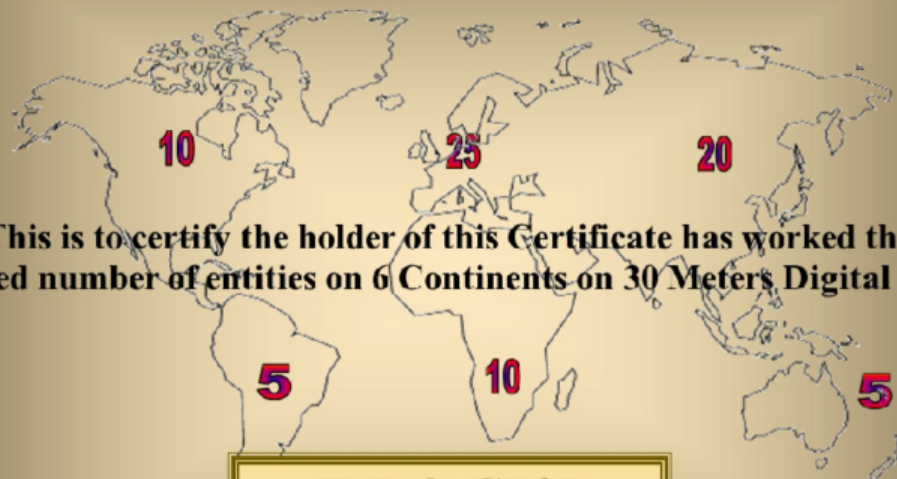 10 25 20
This is to certify the holder of this Certificate has worked th
ed number of entities on 6 Continents on 30 Meters Digital
5 10 5